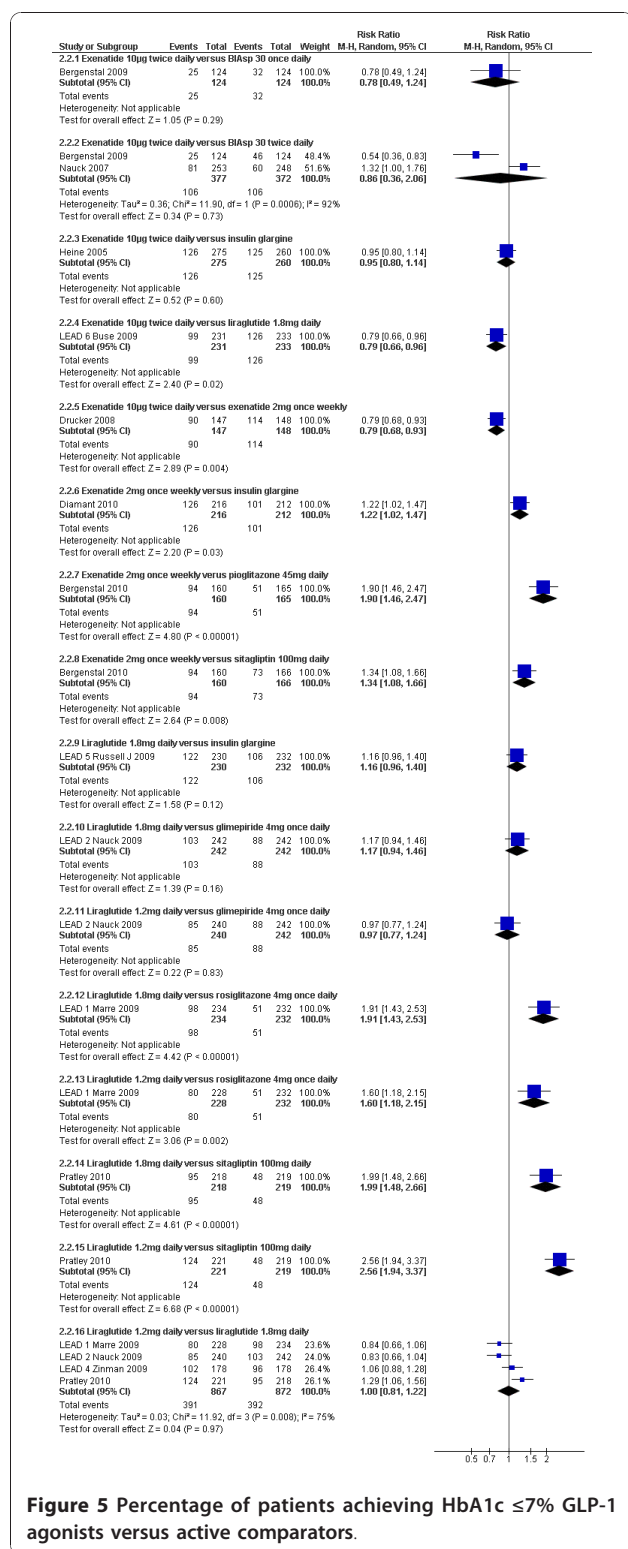 Risk Ratio Risk Ratio
Study or Subgroup Events Total Events Total Weight M-H, Random, 95% CI M-H, Random, 95% CI
2.2.1 Exenatide 10µg twice daily versus BIAsp 30 once daily
Bergenstal 2009 25 124 32 124 100.0% 0.78 [0.49, 1.24]
Subtotal (95% CI) 124 124 100.0% 0.78 [0.49, 1.24]
Total events 25 32
Heterogeneity: Not applicable
Test for overall effect: Z = 1.05 (P = 0.29)
2.2.2 Exenatide 10µg twice daily versus BIAsp 30 twice daily
Bergenstal 2009 25 124 46 124 48.4% 0.54 [0.36, 0.83]
Nauck 2007 81 253 60 248 51.6% 1.32 [1.00, 1.76]
Subtotal (95% CI) 377 372 100.0% 0.86 [0.36, 2.06]
Total events 106 106
Heterogeneity: Tau² = 0.36; Chi² = 11.90, df = 1 (P = 0.0006); I² = 92%
Test for overall effect: Z = 0.34 (P = 0.73)
2.2.3 Exenatide 10µg twice daily versus insulin glargine
Heine 2005 126 275 125 260 100.0% 0.95 [0.80, 1.14]
Subtotal (95% CI) 275 260 100.0% 0.95 [0.80, 1.14]
Total events 126 125
Heterogeneity: Not applicable
Test for overall effect: Z = 0.52 (P = 0.60)
2.2.4 Exenatide 10µg twice daily versus liraglutide 1.8mg daily
LEAD 6 Buse 2009 99 231 126 233 100.0% 0.79 [0.66, 0.96]
Subtotal (95% CI) 231 233 100.0% 0.79 [0.66, 0.96]
Total events 99 126
Heterogeneity: Not applicable
Test for overall effect: Z = 2.40 (P = 0.02)
2.2.5 Exenatide 10µg twice daily versus exenatide 2mg once weekly
Drucker 2008 90 147 114 148 100.0% 0.79 [0.68, 0.93]
Subtotal (95% CI) 147 148 100.0% 0.79 [0.68, 0.93]
Total events 90 114
Heterogeneity: Not applicable
Test for overall effect: Z = 2.89 (P = 0.004)
2.2.6 Exenatide 2mg once weekly versus insulin glargine
Diamant 2010 126 216 101 212 100.0% 1.22 [1.02, 1.47]
Subtotal (95% CI) 216 212 100.0% 1.22 [1.02, 1.47]
Total events 126 101
Heterogeneity: Not applicable
Test for overall effect: Z = 2.20 (P = 0.03)
2.2.7 Exenatide 2mg once weekly verus pioglitazone 45mg daily
Bergenstal 2010 94 160 51 165 100.0% 1.90 [1.46, 2.47]
Subtotal (95% CI) 160 165 100.0% 1.90 [1.46, 2.47]
Total events 94 51
Heterogeneity: Not applicable
Test for overall effect: Z = 4.80 (P < 0.00001)
2.2.8 Exenatide 2mg once weekly versus sitagliptin 100mg daily
Bergenstal 2010 94 160 73 166 100.0% 1.34 [1.08, 1.66]
Subtotal (95% CI) 160 166 100.0% 1.34 [1.08, 1.66]
Total events 94 73
Heterogeneity: Not applicable
Test for overall effect: Z = 2.64 (P = 0.008)
2.2.9 Liraglutide 1.8mg daily versus insulin glargine
LEAD 5 Russell J 2009 122 230 106 232 100.0% 1.16 [0.96, 1.40]
Subtotal (95% CI) 230 232 100.0% 1.16 [0.96, 1.40]
Total events 122 106
Heterogeneity: Not applicable
Test for overall effect: Z = 1.58 (P = 0.12)
2.2.10 Liraglutide 1.8mg daily versus glimepiride 4mg once daily
LEAD 2 Nauck 2009 103 242 88 242 100.0% 1.17 [0.94, 1.46]
Subtotal (95% CI) 242 242 100.0% 1.17 [0.94, 1.46]
Total events 103 88
Heterogeneity: Not applicable
Test for overall effect: Z = 1.39 (P = 0.16)
2.2.11 Liraglutide 1.2mg daily versus glimepiride 4mg once daily
LEAD 2 Nauck 2009 85 240 88 242 100.0% 0.97 [0.77, 1.24]
Subtotal (95% CI) 240 242 100.0% 0.97 [0.77, 1.24]
Total events 85 88
Heterogeneity: Not applicable
Test for overall effect: Z = 0.22 (P = 0.83)
2.2.12 Liraglutide 1.8mg daily versus rosiglitazone 4mg once daily
LEAD 1 Marre 2009 98 234 51 232 100.0% 1.91 [1.43, 2.53]
Subtotal (95% CI) 234 232 100.0% 1.91 [1.43, 2.53]
Total events 98 51
Heterogeneity: Not applicable
Test for overall effect: Z = 4.42 (P < 0.00001)
2.2.13 Liraglutide 1.2mg daily versus rosiglitazone 4mg once daily
LEAD 1 Marre 2009 80 228 51 232 100.0% 1.60 [1.18, 2.15]
Subtotal (95% CI) 228 232 100.0% 1.60 [1.18, 2.15]
Total events 80 51
Heterogeneity: Not applicable
Test for overall effect: Z = 3.06 (P = 0.002)
2.2.14 Liraglutide 1.8mg daily versus sitagliptin 100mg daily
Pratley 2010 95 218 48 219 100.0% 1.99 [1.48, 2.66]
Subtotal (95% CI) 218 219 100.0% 1.99 [1.48, 2.66]
Total events 95 48
Heterogeneity: Not applicable
Test for overall effect: Z = 4.61 (P < 0.00001)
2.2.15 Liraglutide 1.2mg daily versus sitagliptin 100mg daily
Pratley 2010 124 221 48 219 100.0% 2.56 [1.94, 3.37]
Subtotal (95% CI) 221 219 100.0% 2.56 [1.94, 3.37]
Total events 124 48
Heterogeneity: Not applicable
Test for overall effect: Z = 6.68 (P < 0.00001)
2.2.16 Liraglutide 1.2mg daily versus liraglutide 1.8mg daily
LEAD 1 Marre 2009 80 228 98 234 23.6% 0.84 [0.66, 1.06]
LEAD 2 Nauck 2009 85 240 103 242 24.0% 0.83 [0.66, 1.04]
LEAD 4 Zinman 2009 102 178 96 178 26.4% 1.06 [0.88, 1.28]
Pratley 2010 124 221 95 218 26.1% 1.29 [1.06, 1.56]
Subtotal (95% CI) 867 872 100.0% 1.00 [0.81, 1.22]
Total events 391 392
Heterogeneity: Tau² = 0.03; Chi² = 11.92, df = 3 (P = 0.008); I² = 75%
Test for overall effect: Z = 0.04 (P = 0.97)
0.5 0.7 1 1.5 2
Figure 5 Percentage of patients achieving HbA1c ≤7% GLP-1
agonists versus active comparators.